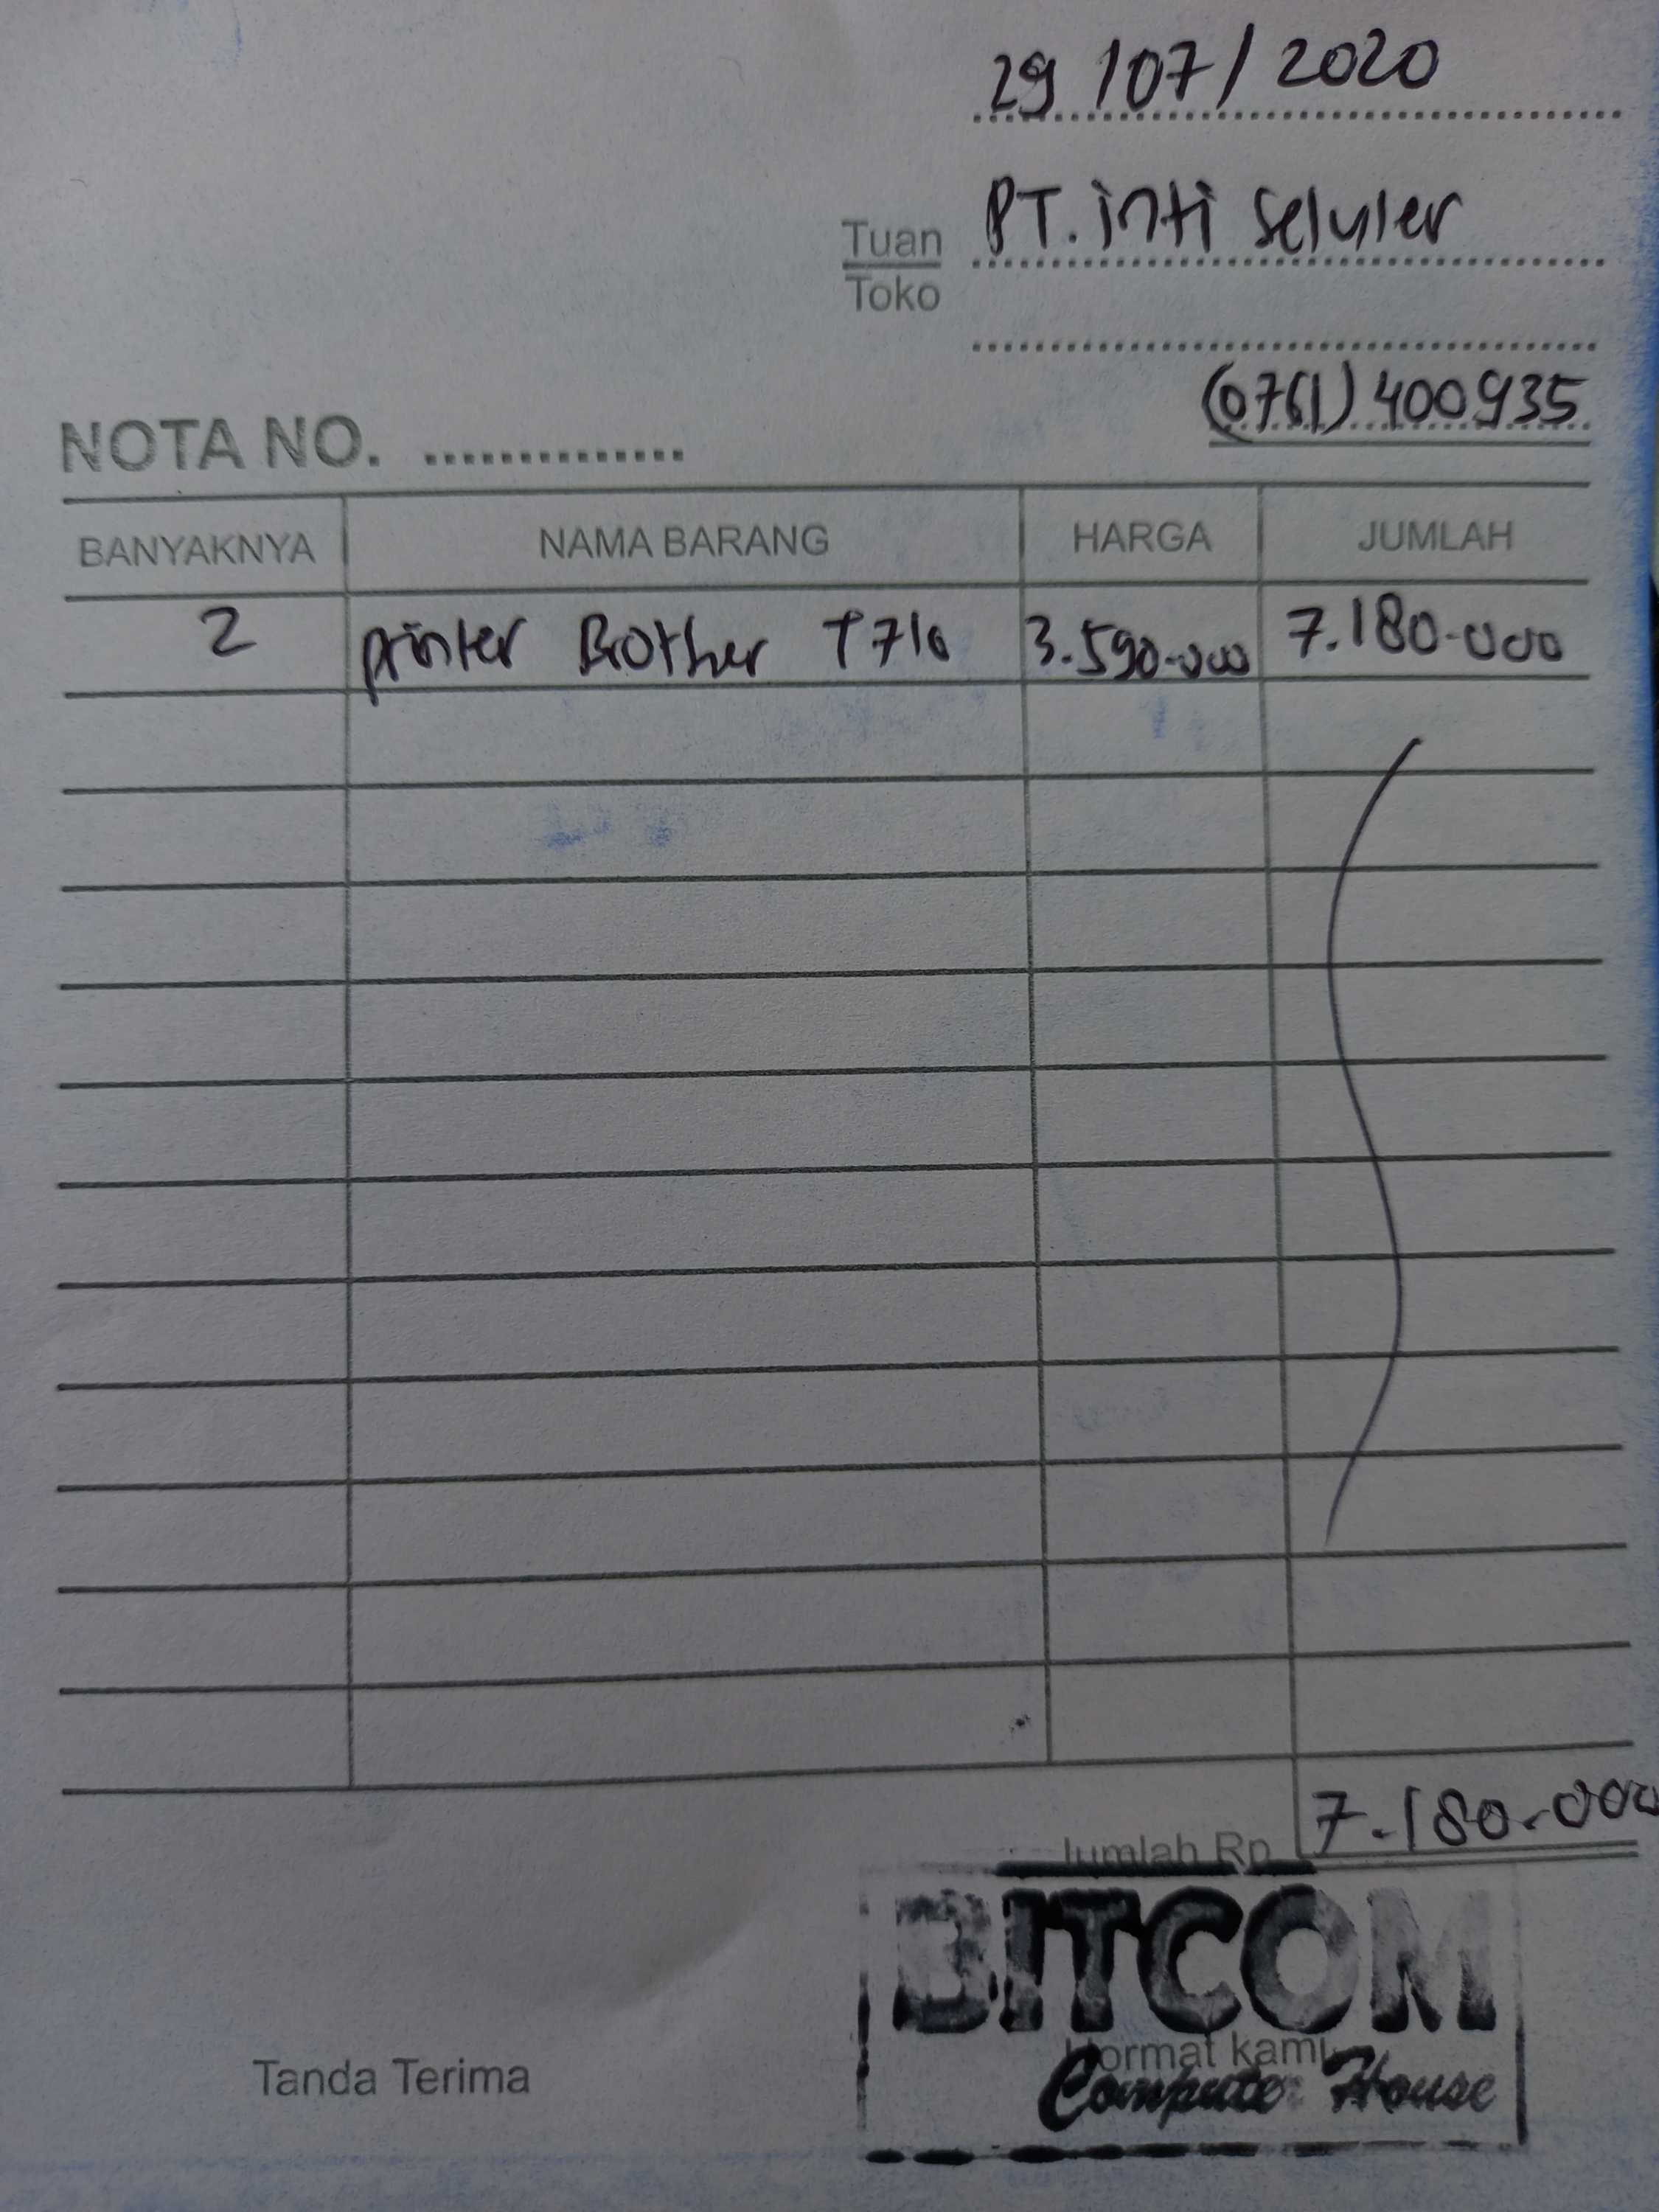 29/07/2020
Tuan PT. inti seluler
Toko
(0761) 400935
NOTA NO. ..............
BANYAKNYA NAMA BARANG HARGA JUMLAH
2 printer Brother T710 3.590.000 7.180.000
Jumlah Rp. 7.180.000
BITCOM
Tanda Terima Hormat kami,
Computer House